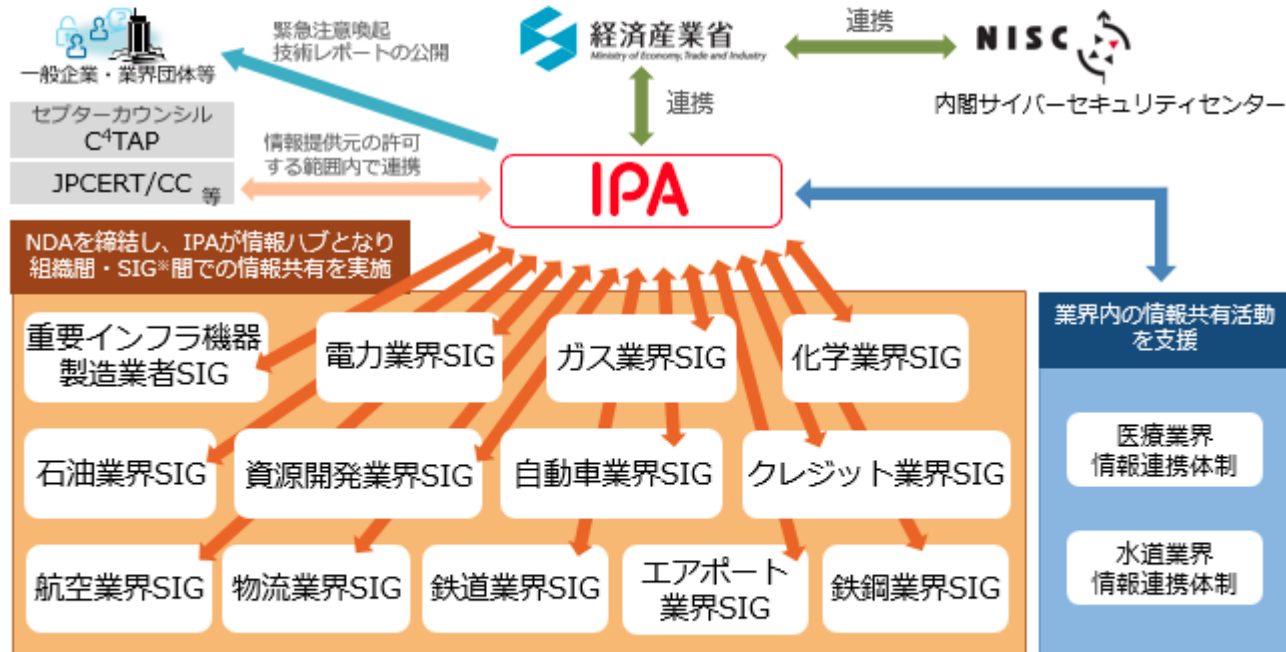 緊急注意喚起
技術レポートの公開
一般企業・業界団体等
経済産業省
Ministry of Economy, Trade and Industry
連携
NISC
内閣サイバーセキュリティセンター
連携
セプターカウンシル
C⁴TAP
JPCERT/CC 等
情報提供元の許可
する範囲内で連携
IPA
NDAを締結し、IPAが情報ハブとなり
組織間・SIG※間での情報共有を実施
重要インフラ機器
製造業者SIG
電力業界SIG
ガス業界SIG
化学業界SIG
石油業界SIG
資源開発業界SIG
自動車業界SIG
クレジット業界SIG
航空業界SIG
物流業界SIG
鉄道業界SIG
エアポート
業界SIG
鉄鋼業界SIG
業界内の情報共有活動
を支援
医療業界
情報連携体制
水道業界
情報連携体制